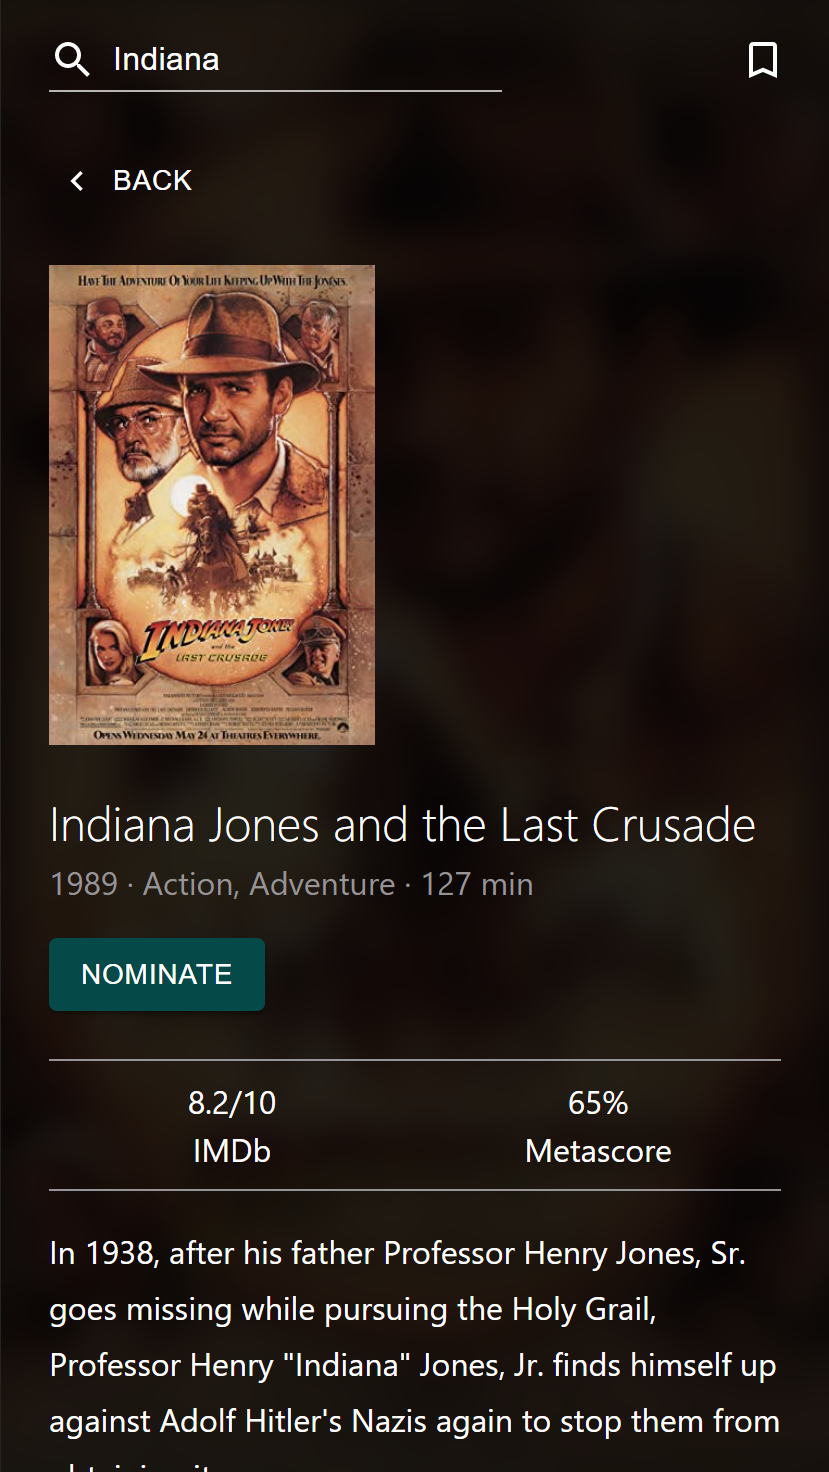 Indiana
BACK
HAVE THE ADVENTURE OF YOUR LIFE KEEPING UP WITH THE JONESES.
INDIANA JONES
and the
LAST CRUSADE
OPENS WEDNESDAY MAY 24 AT THEATRES EVERYWHERE.
Indiana Jones and the Last Crusade
1989 · Action, Adventure · 127 min
NOMINATE
8.2/10 65%
IMDb Metascore
In 1938, after his father Professor Henry Jones, Sr.
goes missing while pursuing the Holy Grail,
Professor Henry "Indiana" Jones, Jr. finds himself up
against Adolf Hitler's Nazis again to stop them from